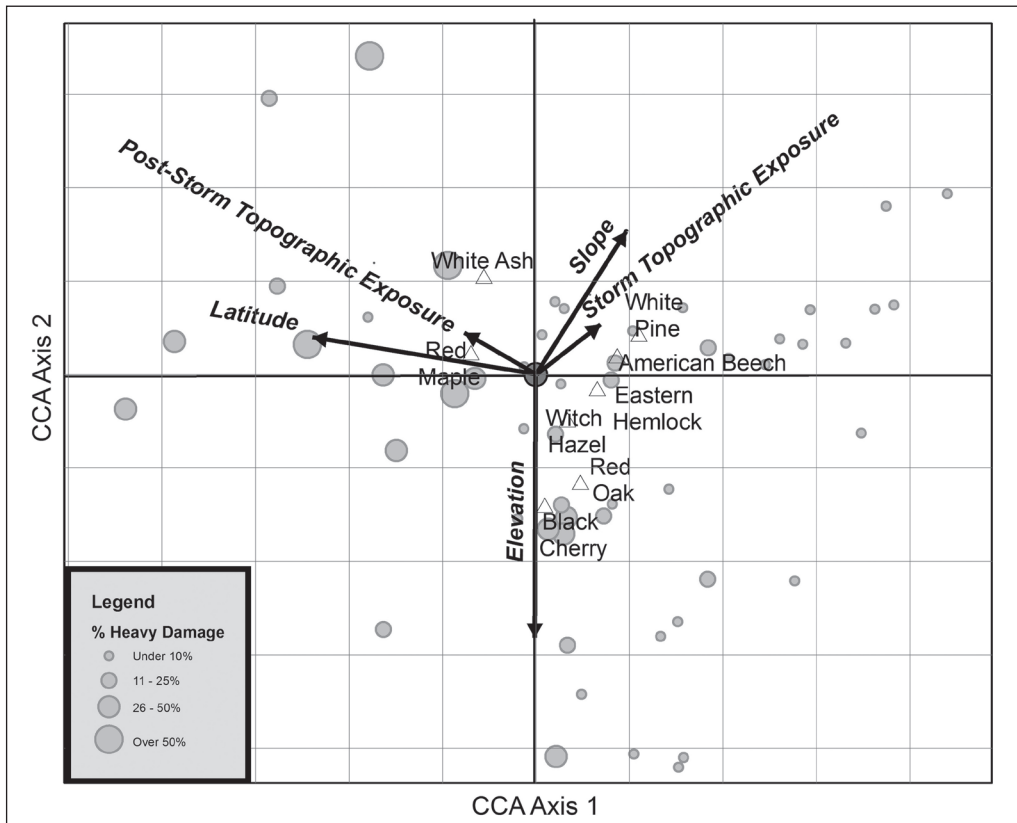 CCA Axis 2
Post-Storm Topographic Exposure
Latitude
White Ash
Red
Maple
Slope
Storm Topographic Exposure
White
Pine
American Beech
Eastern
Hemlock
Witch
Hazel
Red
Oak
Black
Cherry
Elevation
Legend
% Heavy Damage
Under 10%
11 - 25%
26 - 50%
Over 50%
CCA Axis 1